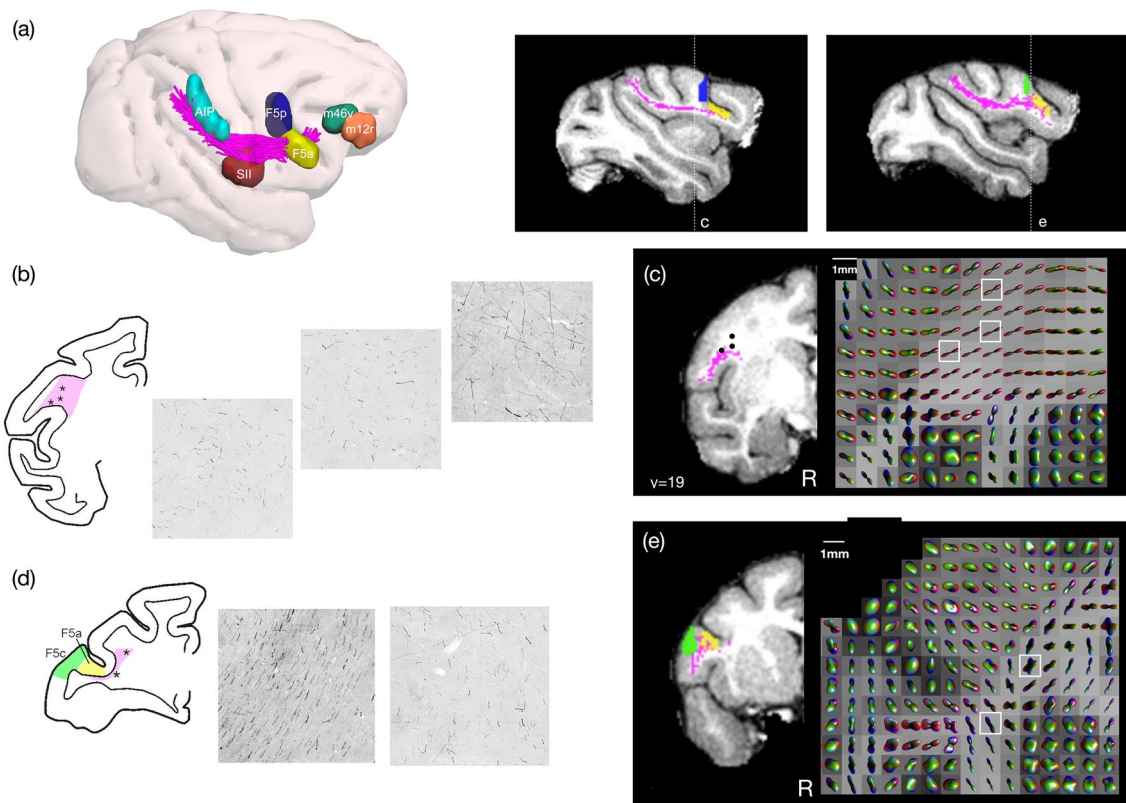 (a)
AIP
F5p
m46v
m12r
F5a
SII
c
e
(b)
*
*
*
*
(c)
1mm
v=19
R
(d)
F5a
F5c
*
*
(e)
1mm
R